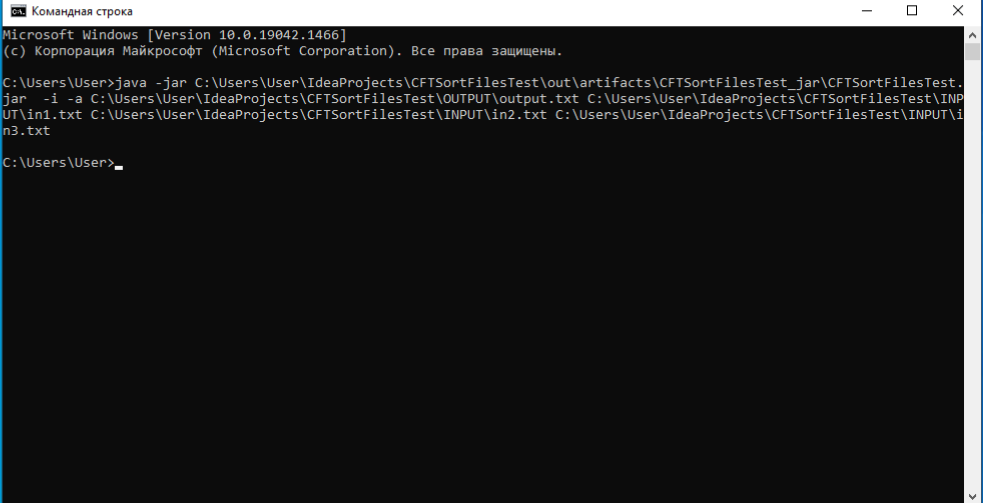 Командная строка
Microsoft Windows [Version 10.0.19042.1466]
(c) Корпорация Майкрософт (Microsoft Corporation). Все права защищены.
C:\Users\User>java -jar C:\Users\User\IdeaProjects\CFTSortFilesTest\out\artifacts\CFTSortFilesTest_jar\CFTSortFilesTest.
jar  -i -a C:\Users\User\IdeaProjects\CFTSortFilesTest\OUTPUT\output.txt C:\Users\User\IdeaProjects\CFTSortFilesTest\INP
UT\in1.txt C:\Users\User\IdeaProjects\CFTSortFilesTest\INPUT\in2.txt C:\Users\User\IdeaProjects\CFTSortFilesTest\INPUT\i
n3.txt
C:\Users\User>